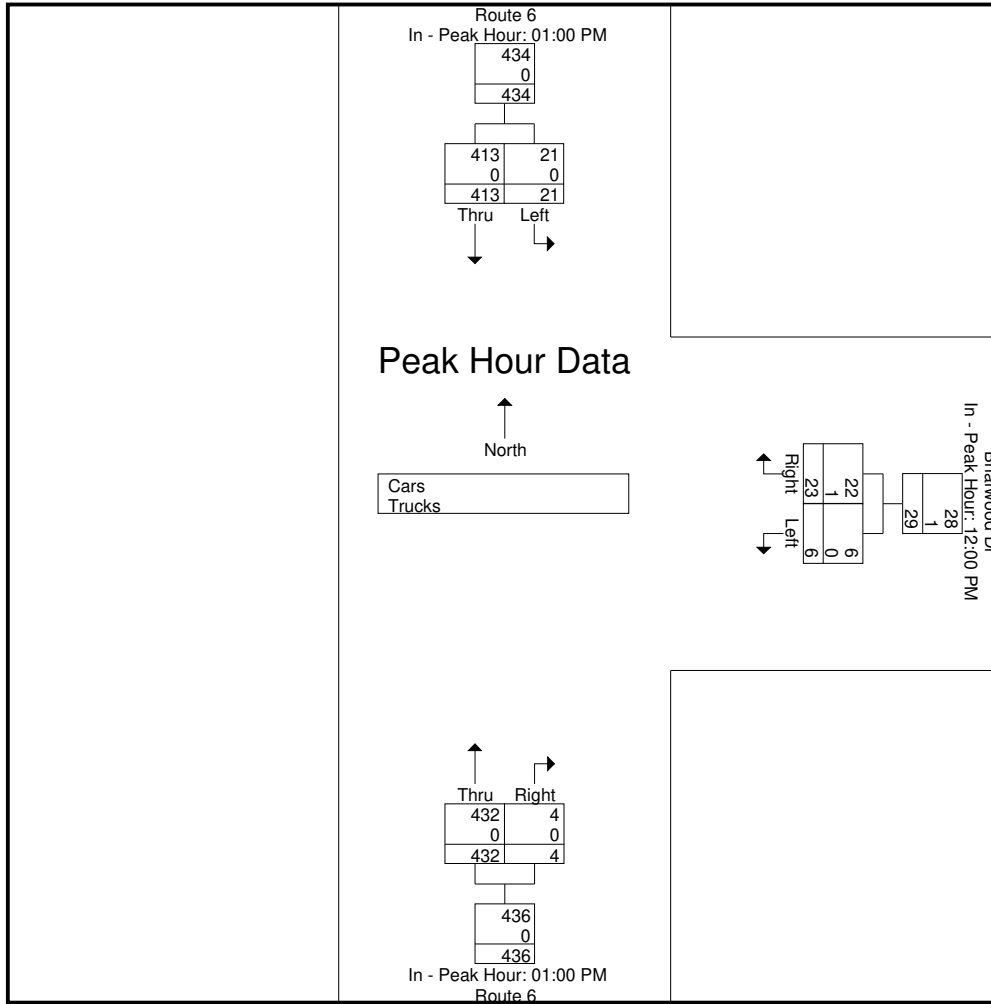 Route 6
In - Peak Hour: 01:00 PM
434
0
434
413 21
0 0
413 21
Thru Left
Peak Hour Data
North
Cars
Trucks
In - Peak Hour: 12:00 PM
28
1
29
22 6
1 0
23 6
Right Left
Thru Right
432 4
0 0
432 4
436
0
436
In - Peak Hour: 01:00 PM
Route 6